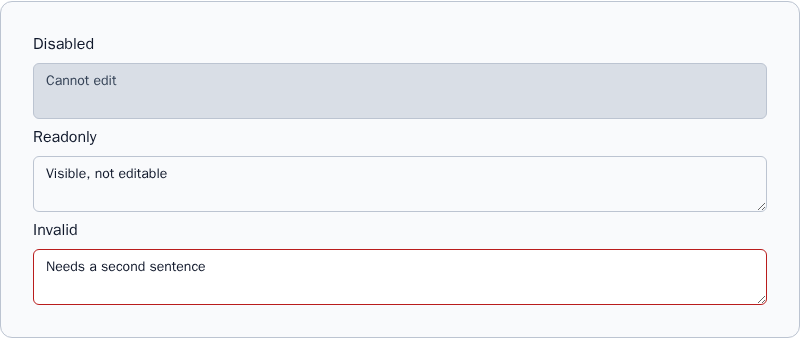 Disabled
Cannot edit
Readonly
Visible, not editable
Invalid
Needs a second sentence